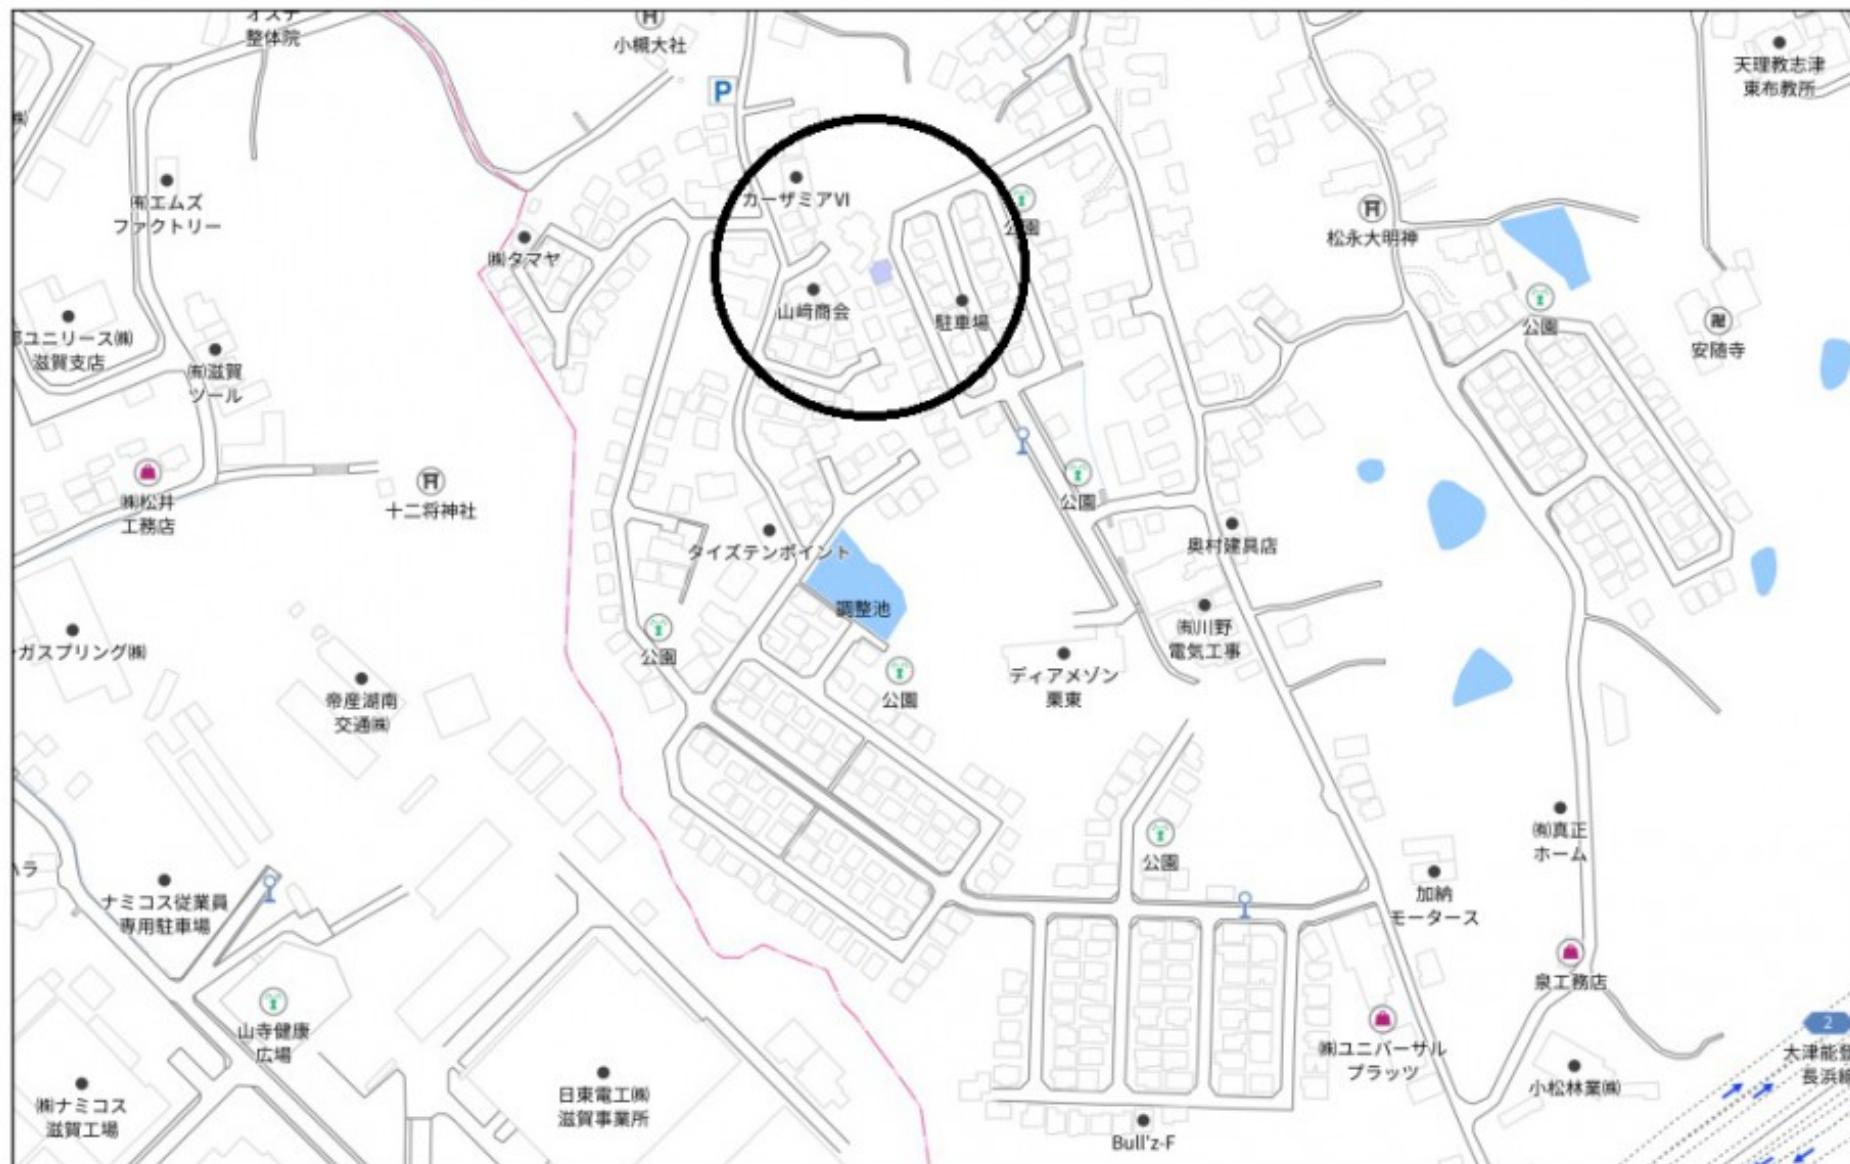 オステ
整体院
小槻大社
P
天理教志津
東布教所
㈲エムズ
ファクトリー
カーザミアⅥ
公園
松永大明神
㈱タマヤ
山﨑商会
駐車場
公園
安随寺
ユニリース㈱
滋賀支店
㈲滋賀
ツール
㈱松井
工務店
十二将神社
公園
タイズテンポイント
奥村建具店
調整池
㈲川野
電気工事
ガスプリング㈱
公園
公園
ディアメゾン
栗東
帝産湖南
交通㈱
公園
㈲真正
ホーム
ナミコス従業員
専用駐車場
加納
モータース
泉工務店
山寺健康
広場
㈱ユニバーサル
プラッツ
2
大津能登
長浜線
㈱ナミコス
滋賀工場
日東電工㈱
滋賀事業所
小松林業㈱
Bull'z-F